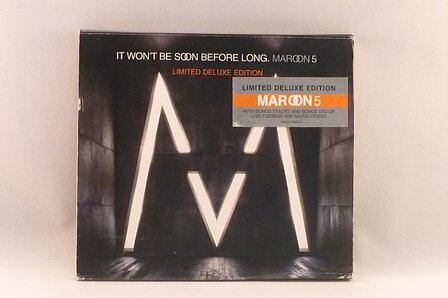 IT WON'T BE SOON BEFORE LONG. MAROON 5
LIMITED DELUXE EDITION
LIMITED DELUXE EDITION
MAROON 5
WITH BONUS TRACKS AND BONUS DVD OF
LIVE FOOTAGE AND MUSIC VIDEOS